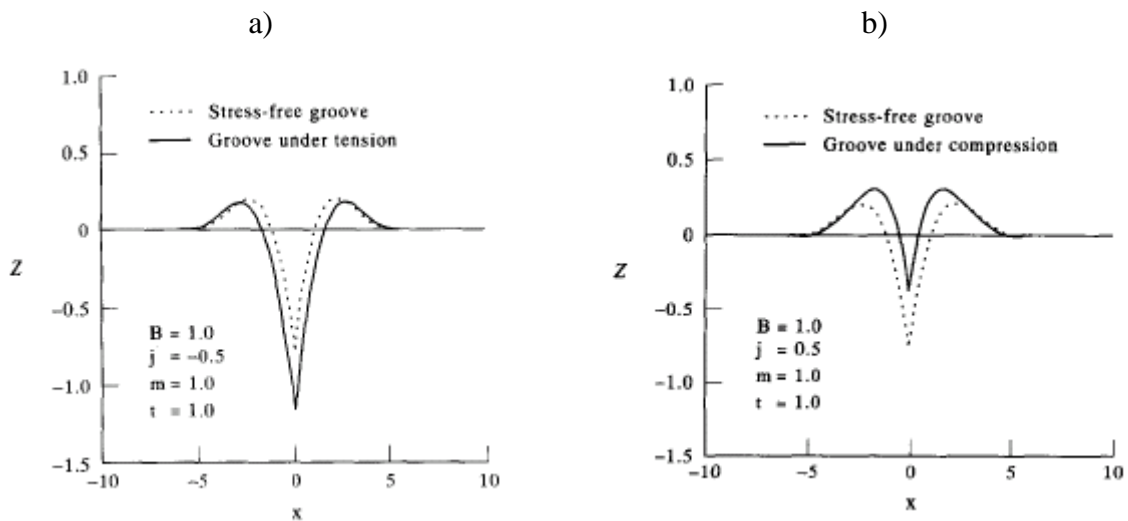 a)
1.0
0.5
0
−0.5
−1.0
−1.5
Z
Stress-free groove
Groove under tension
B = 1.0
j = −0.5
m = 1.0
t = 1.0
−10
−5
0
5
10
x
b)
1.0
0.5
0
−0.5
−1.0
−1.5
Z
Stress-free groove
Groove under compression
B = 1.0
j = 0.5
m = 1.0
t = 1.0
−10
−5
0
5
10
x